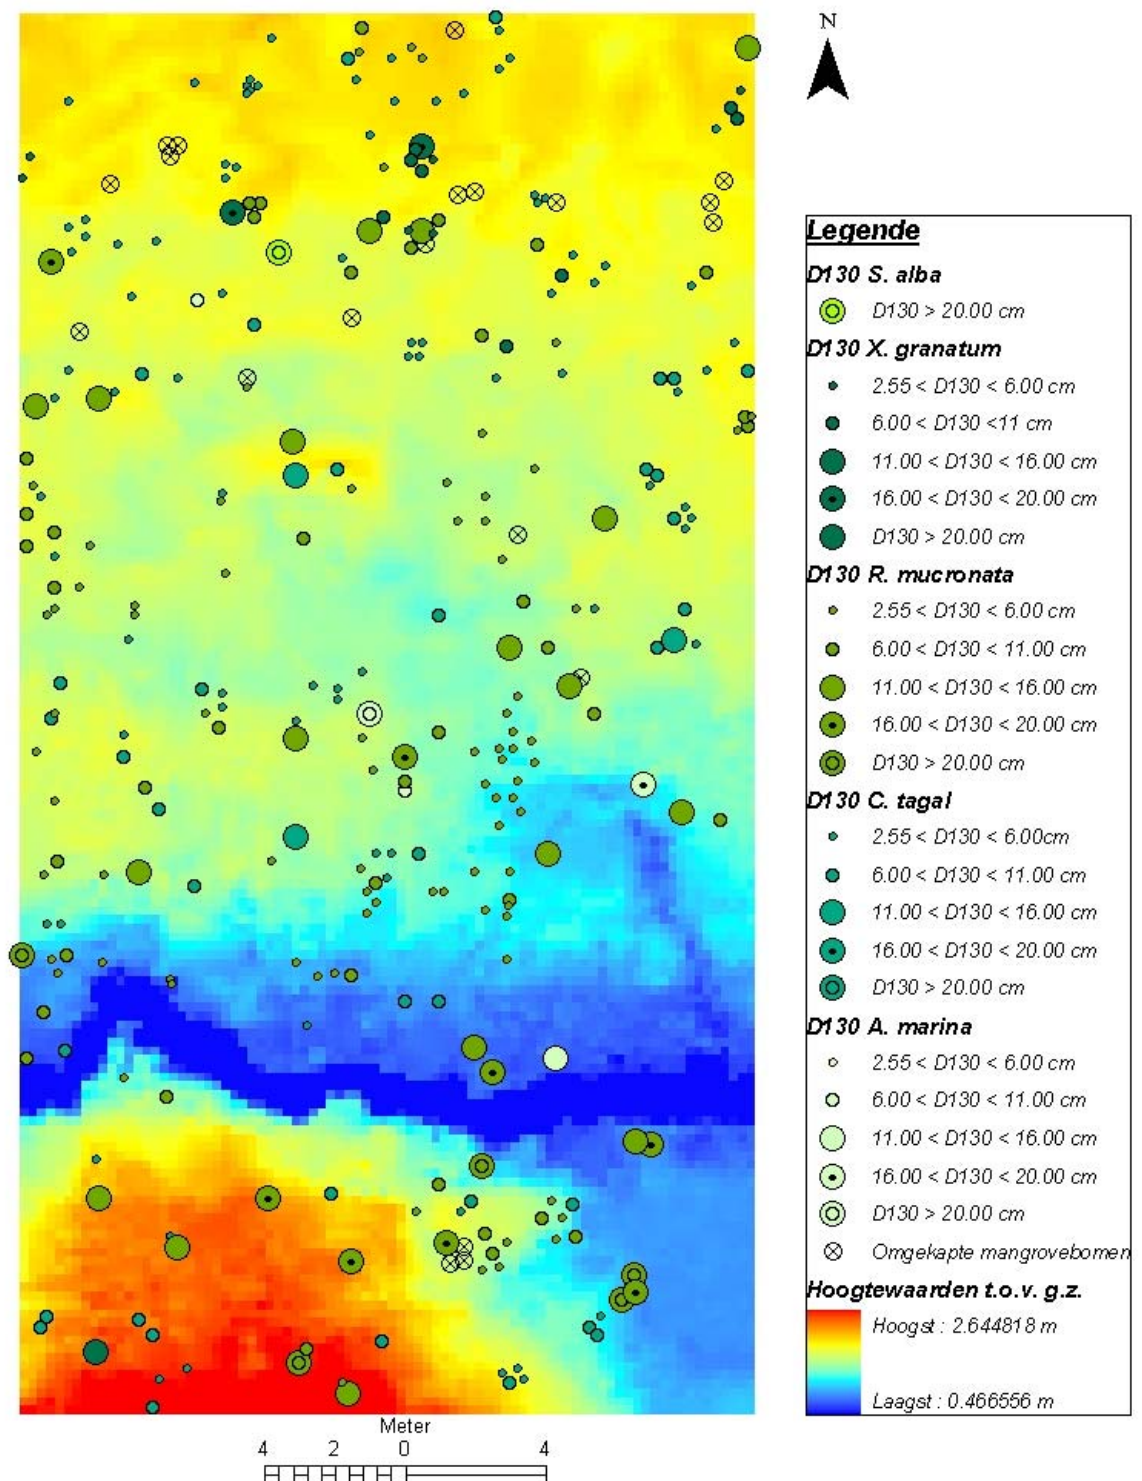 N
Legende
D130 S. alba
D130 > 20.00 cm
D130 X. granatum
2.55 < D130 < 6.00 cm
6.00 < D130 <11 cm
11.00 < D130 < 16.00 cm
16.00 < D130 < 20.00 cm
D130 > 20.00 cm
D130 R. mucronata
2.55 < D130 < 6.00 cm
6.00 < D130 < 11.00 cm
11.00 < D130 < 16.00 cm
16.00 < D130 < 20.00 cm
D130 > 20.00 cm
D130 C. tagal
2.55 < D130 < 6.00cm
6.00 < D130 < 11.00 cm
11.00 < D130 < 16.00 cm
16.00 < D130 < 20.00 cm
D130 > 20.00 cm
D130 A. marina
2.55 < D130 < 6.00 cm
6.00 < D130 < 11.00 cm
11.00 < D130 < 16.00 cm
16.00 < D130 < 20.00 cm
D130 > 20.00 cm
Omgekapte mangrovebomen
Hoogtewaarden t.o.v. g.z.
Hoogst : 2.644818 m
Laagst : 0.466556 m
Meter
4 2 0 4